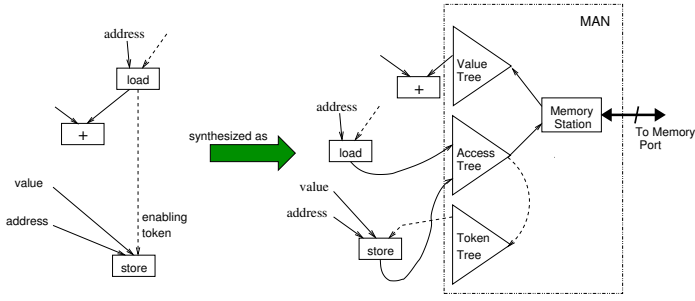 address
load
+
value
address
enabling
token
store
synthesized as
MAN
Value
Tree
+
address
load
Memory
Station
To Memory
Port
Access
Tree
value
address
store
Token
Tree